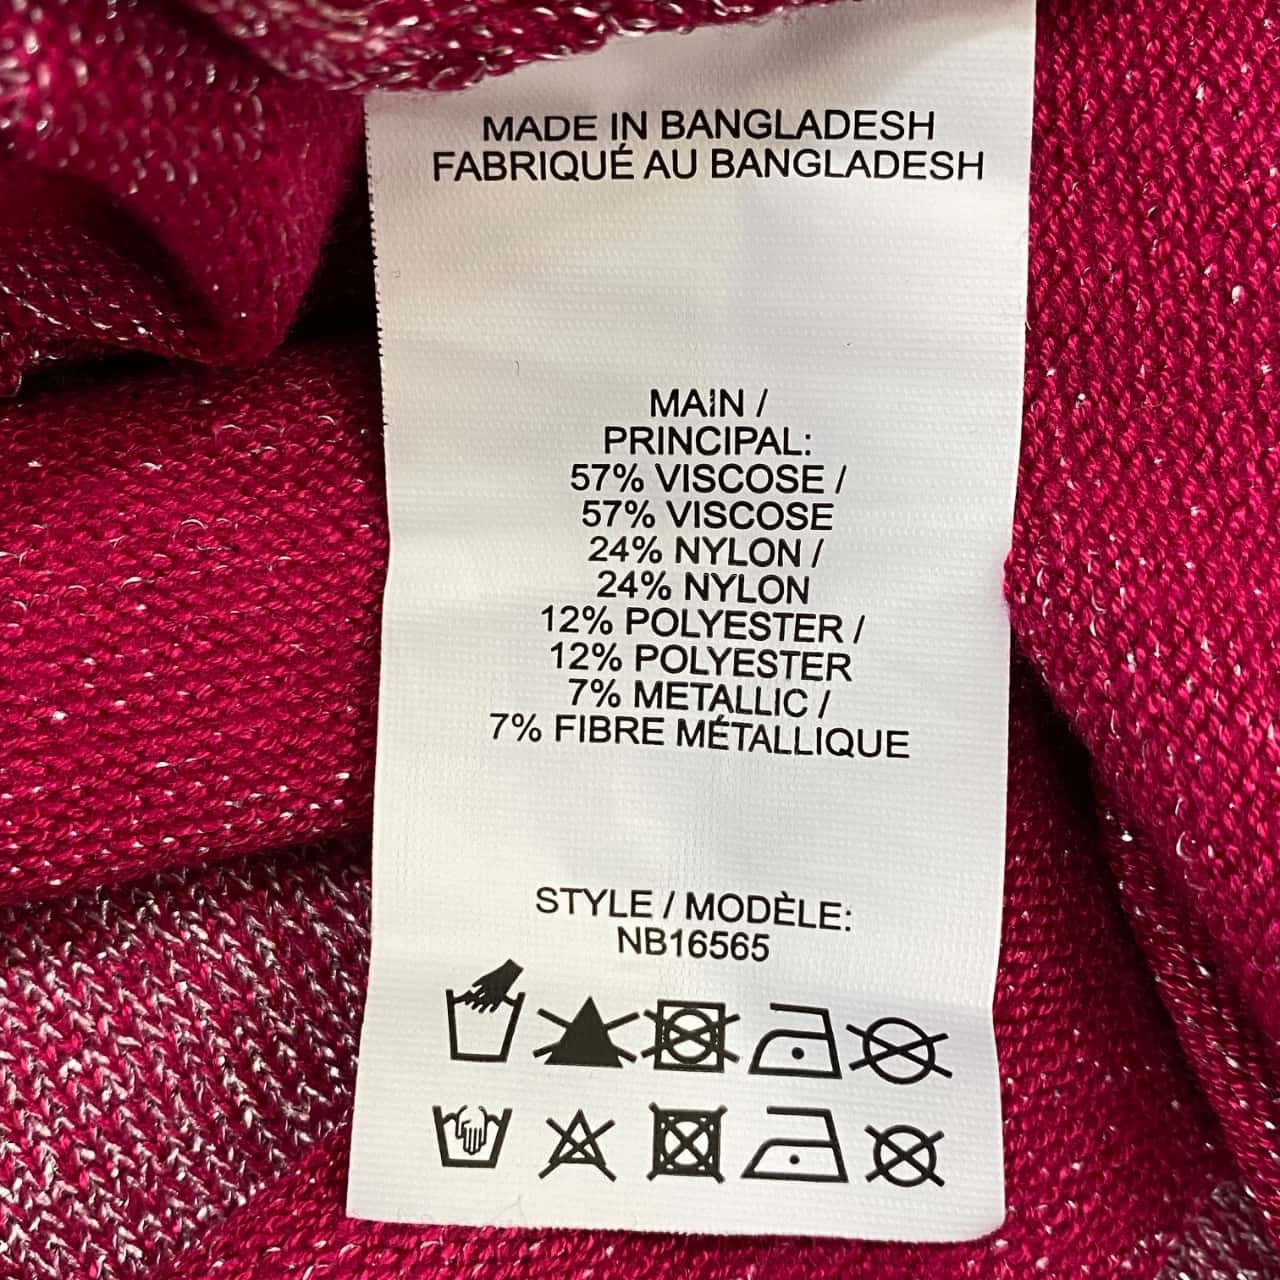 MADE IN BANGLADESH
FABRIQUÉ AU BANGLADESH
MAIN /
PRINCIPAL:
57% VISCOSE /
57% VISCOSE
24% NYLON /
24% NYLON
12% POLYESTER /
12% POLYESTER
7% METALLIC /
7% FIBRE MÉTALLIQUE
STYLE / MODÈLE:
NB16565